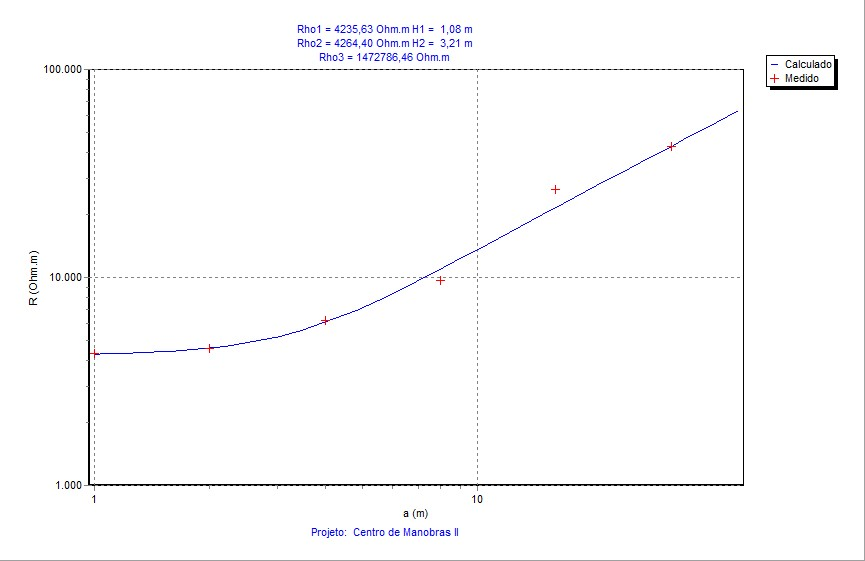 Rho1 = 4235,63 Ohm.m H1 = 1,08 m
Rho2 = 4264,40 Ohm.m H2 = 3,21 m
Rho3 = 1472786,46 Ohm.m
Calculado
Medido
100.000
10.000
1.000
R (Ohm.m)
1
10
a (m)
Projeto: Centro de Manobras II